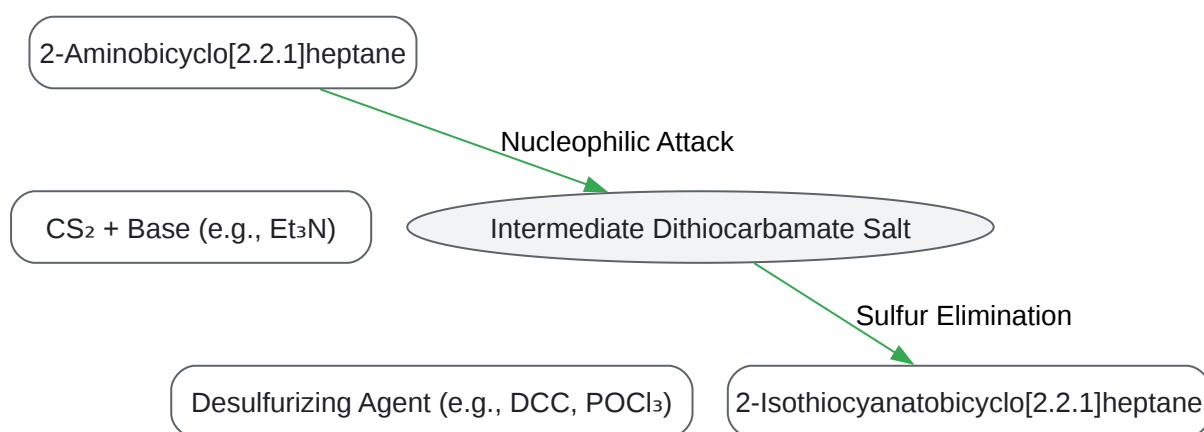 2-Aminobicyclo[2.2.1]heptane
Nucleophilic Attack
CS₂ + Base (e.g., Et₃N)
Intermediate Dithiocarbamate Salt
Sulfur Elimination
Desulfurizing Agent (e.g., DCC, POCl₃)
2-Isothiocyanatobicyclo[2.2.1]heptane